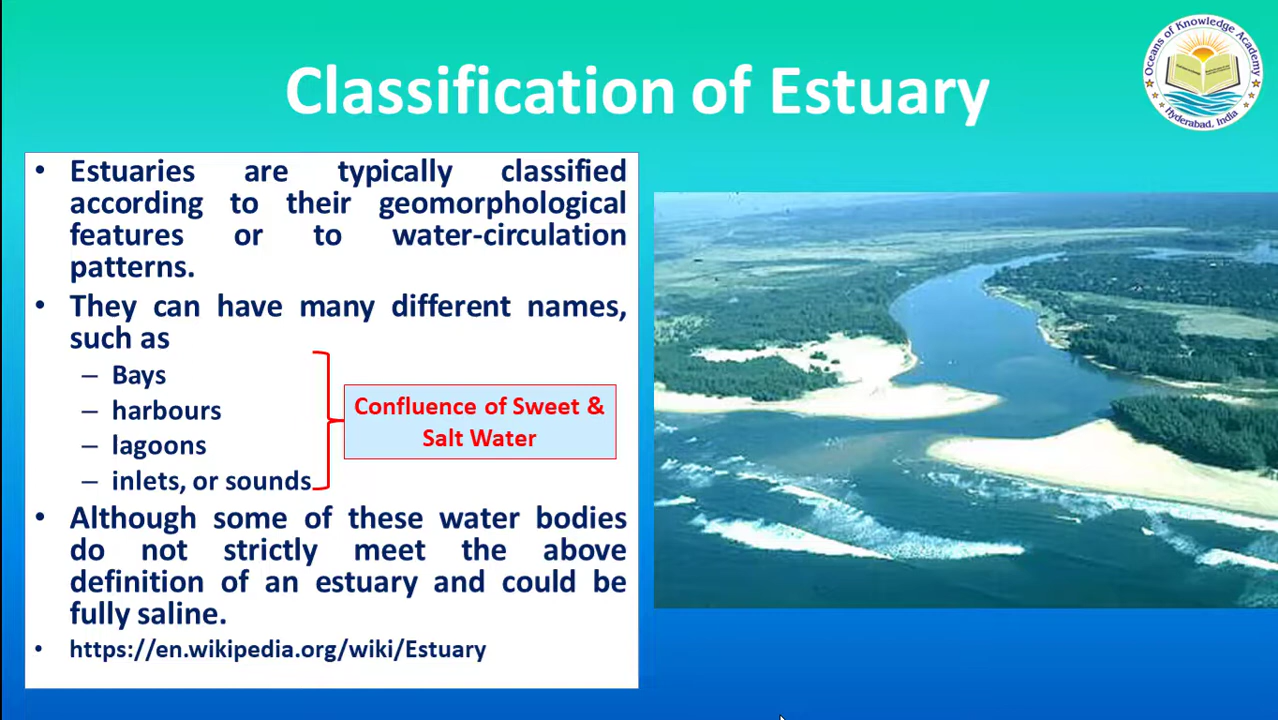 Classification of Estuary
Oceans of Knowledge Academy
Hyderabad, India
• Estuaries are typically classified
according to their geomorphological
features or to water-circulation
patterns.
• They can have many different names,
such as
– Bays
– harbours
– lagoons
– inlets, or sounds
Confluence of Sweet &
Salt Water
• Although some of these water bodies
do not strictly meet the above
definition of an estuary and could be
fully saline.
• https://en.wikipedia.org/wiki/Estuary